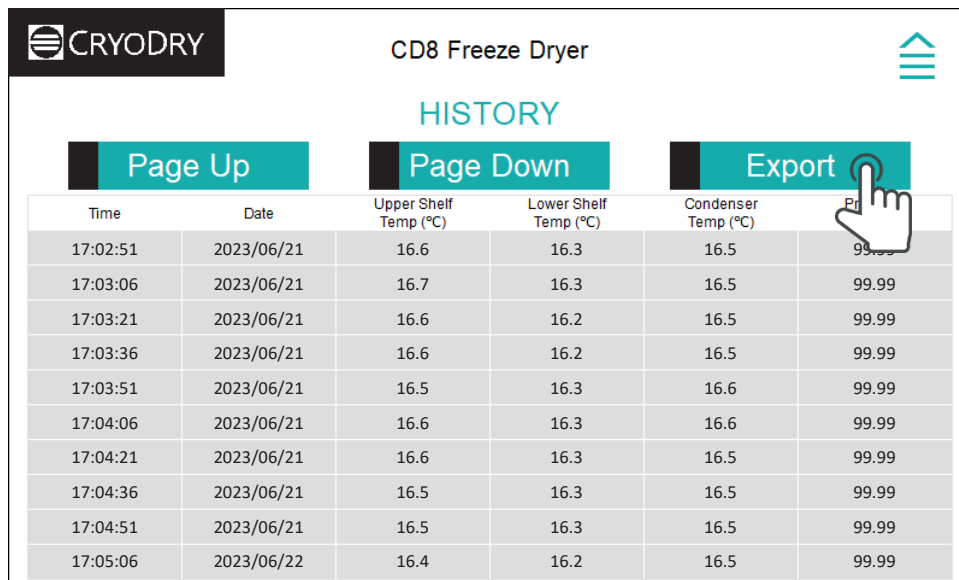 CRYODRY
CD8 Freeze Dryer
HISTORY
Page Up Page Down Export
Time Date Upper Shelf Temp (℃) Lower Shelf Temp (℃) Condenser Temp (℃)
17:02:51 2023/06/21 16.6 16.3 16.5 99.99
17:03:06 2023/06/21 16.7 16.3 16.5 99.99
17:03:21 2023/06/21 16.6 16.2 16.5 99.99
17:03:36 2023/06/21 16.6 16.2 16.5 99.99
17:03:51 2023/06/21 16.5 16.3 16.6 99.99
17:04:06 2023/06/21 16.6 16.3 16.6 99.99
17:04:21 2023/06/21 16.6 16.3 16.5 99.99
17:04:36 2023/06/21 16.5 16.3 16.5 99.99
17:04:51 2023/06/21 16.5 16.3 16.5 99.99
17:05:06 2023/06/22 16.4 16.2 16.5 99.99